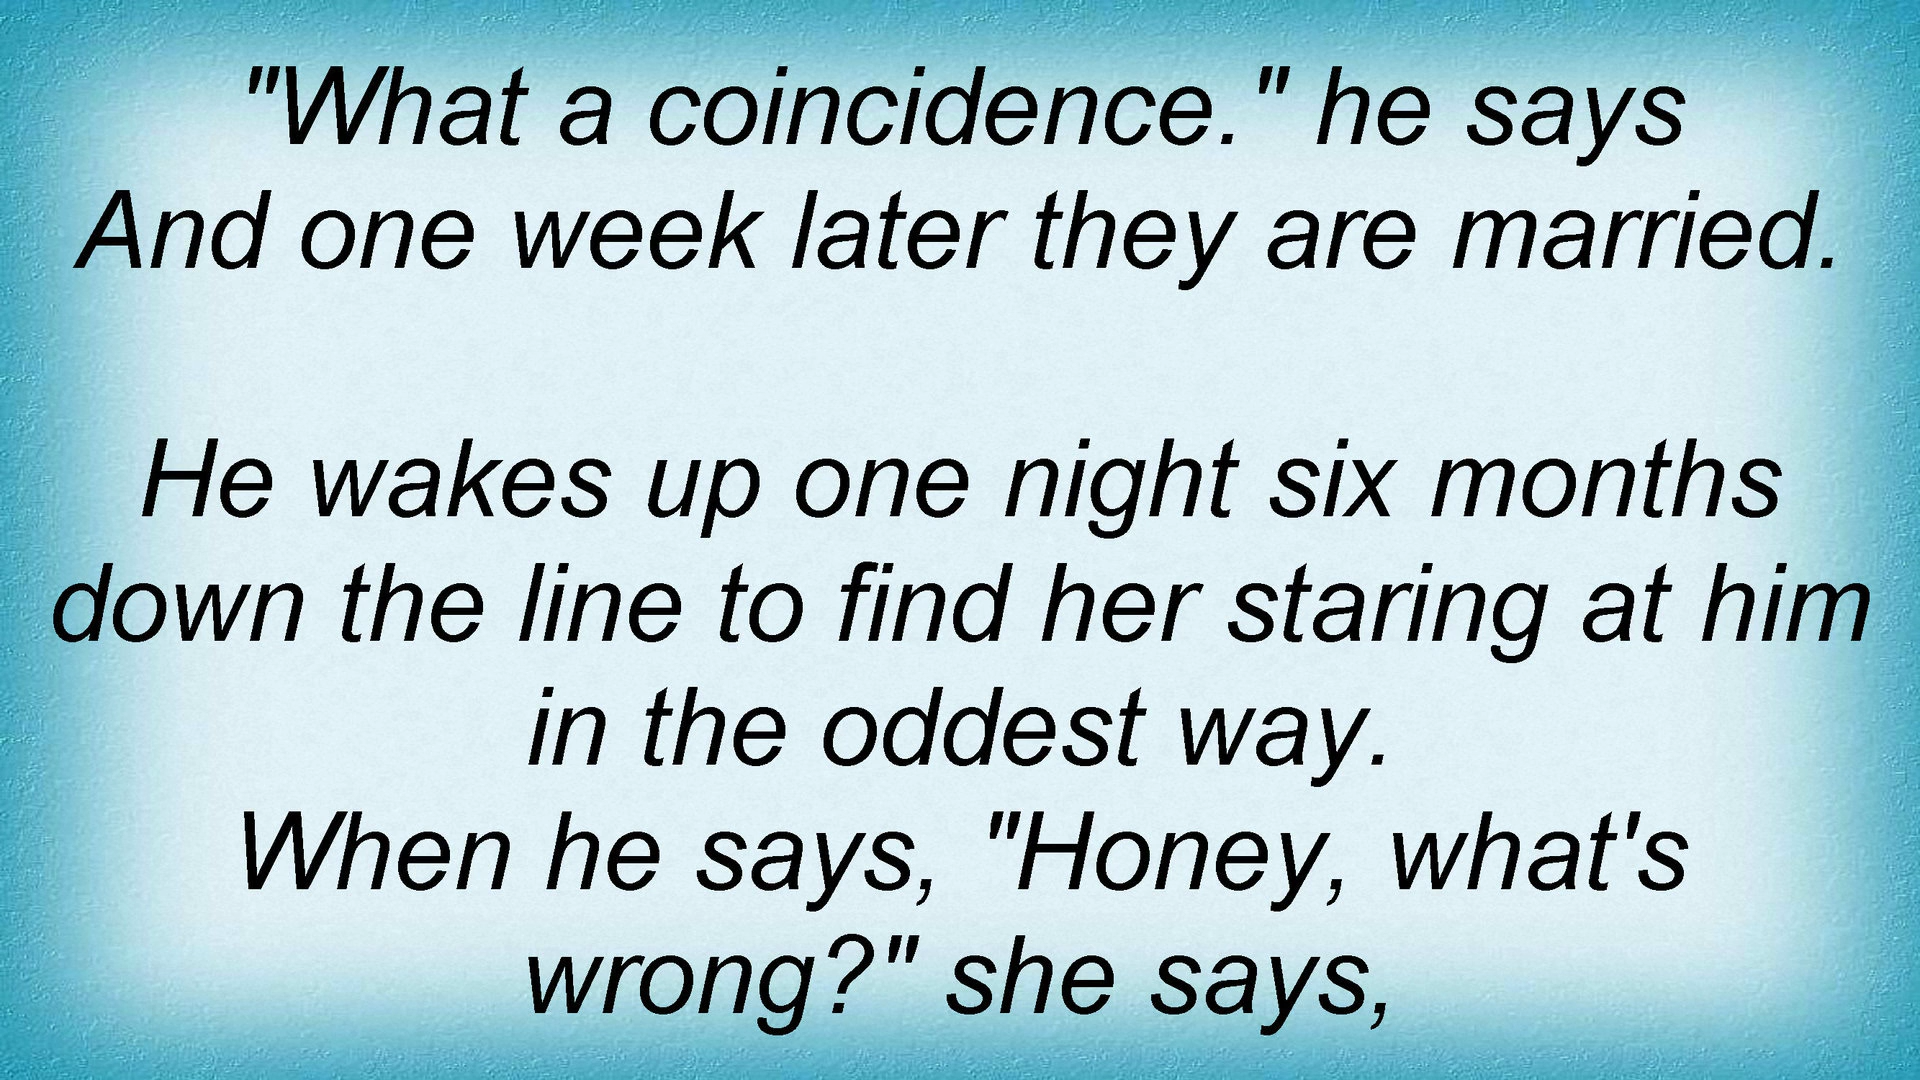 "What a coincidence." he says
And one week later they are married.
He wakes up one night six months
down the line to find her staring at him
in the oddest way.
When he says, "Honey, what's
wrong?" she says,